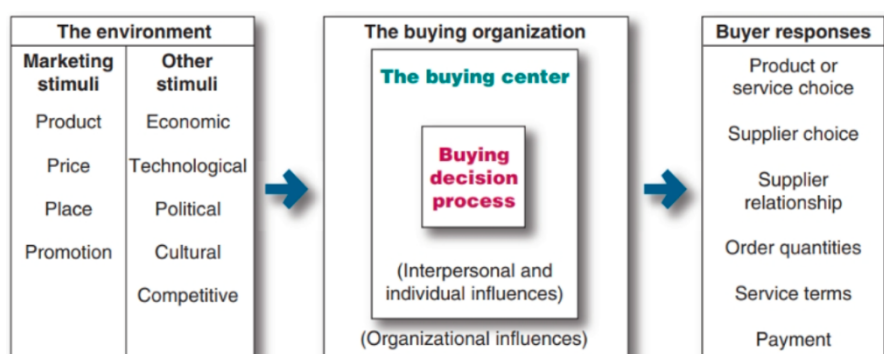 The environment
Marketing
stimuli
Product
Price
Place
Promotion
Other
stimuli
Economic
Technological
Political
Cultural
Competitive
The buying organization
The buying center
Buying
decision
process
(Interpersonal and
individual influences)
(Organizational influences)
Buyer responses
Product or
service choice
Supplier choice
Supplier
relationship
Order quantities
Service terms
Payment